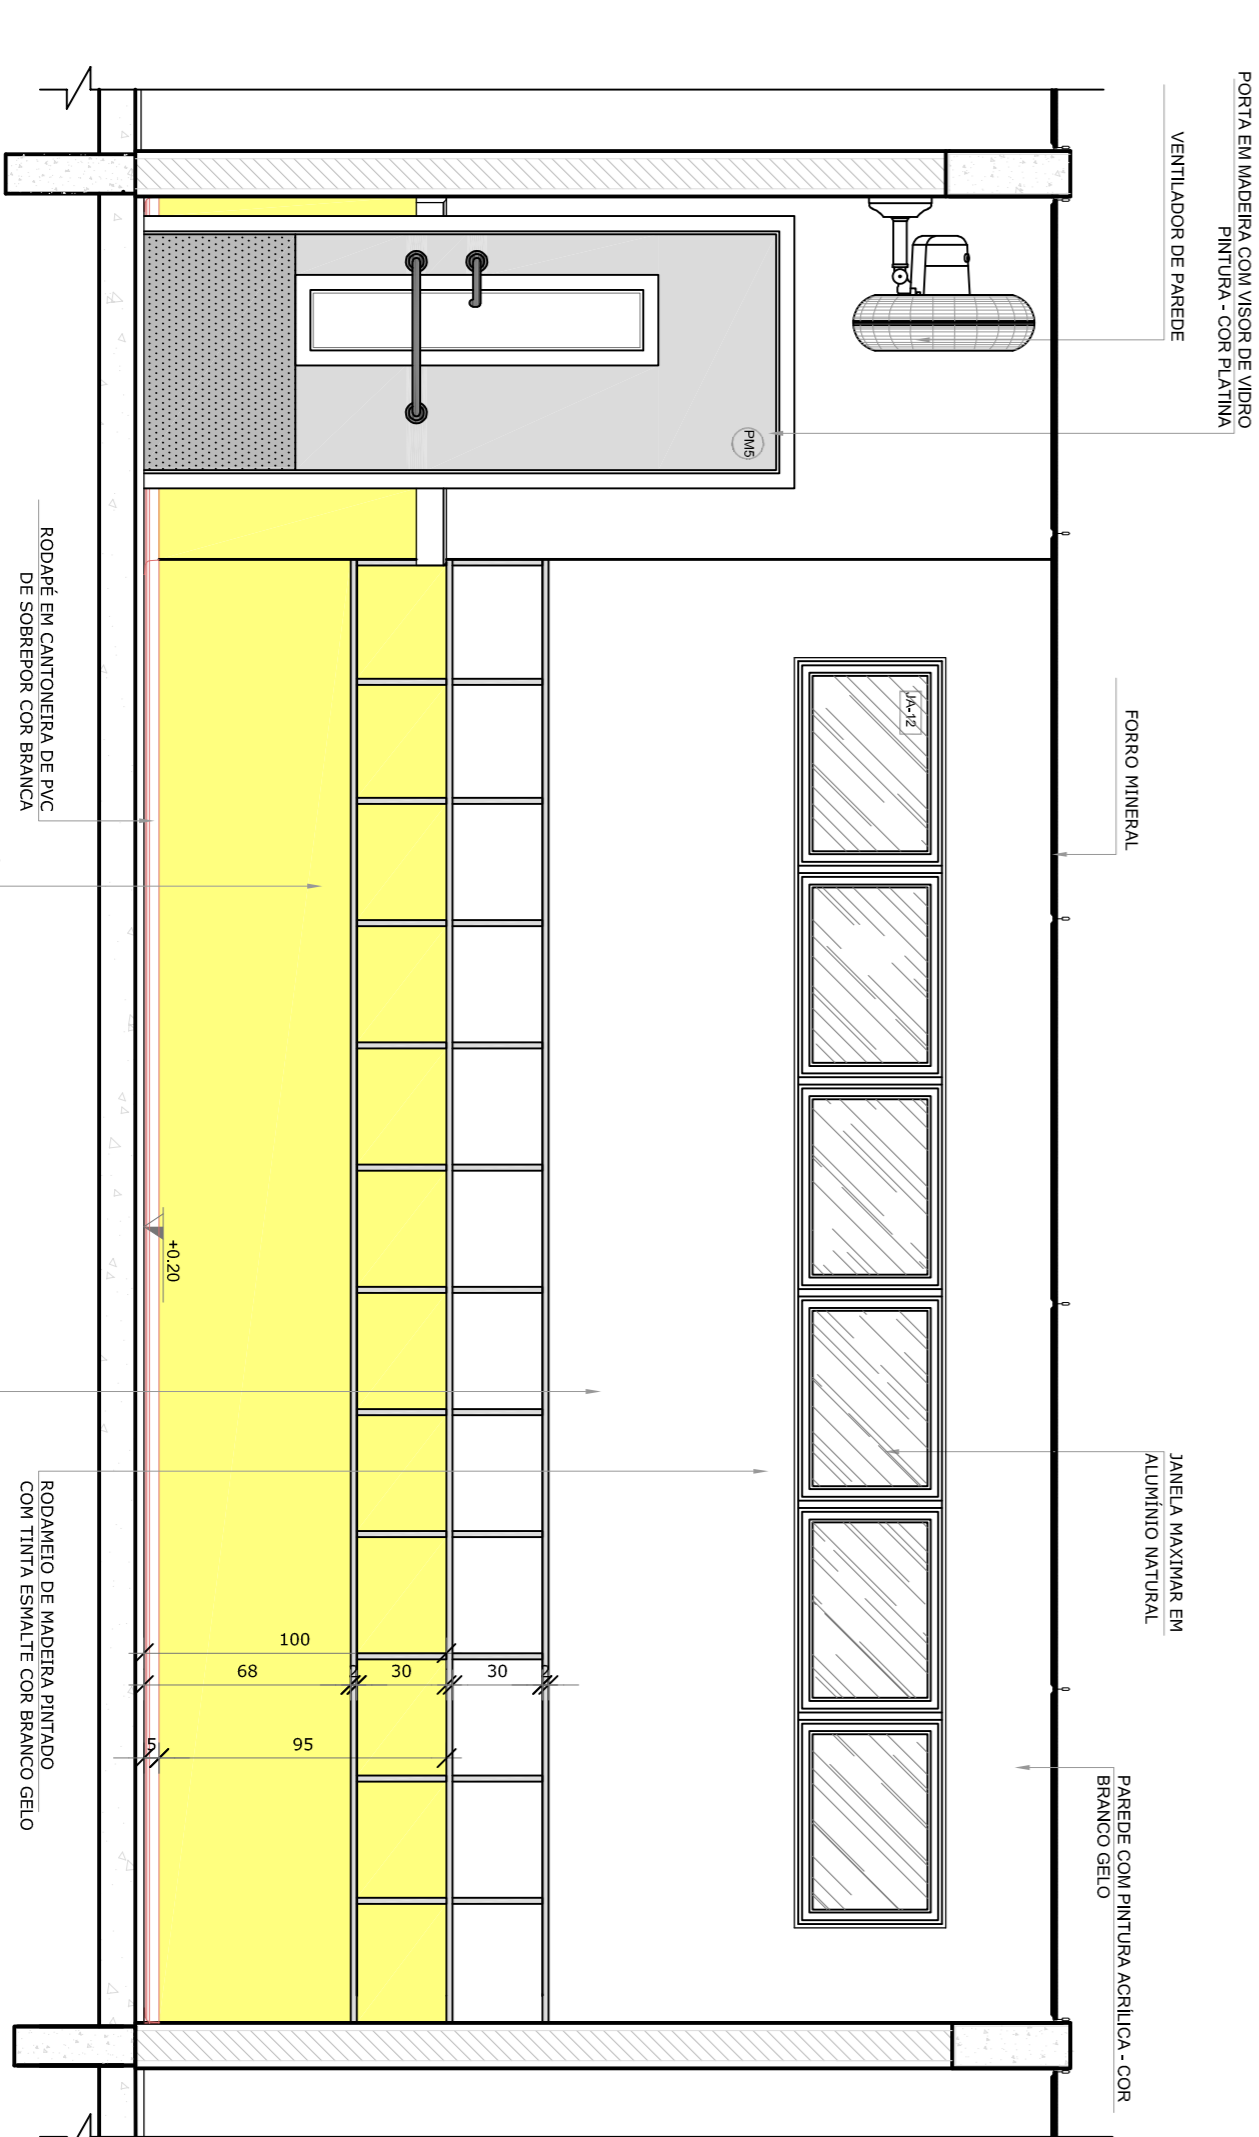 PORTA EM MADEIRA COM VISOR DE VIDRO
PINTURA - COR PLATINA
VENTILADOR DE PAREDE
FORRO MINERAL
JANELA MAXIMAR EM
ALUMÍNIO NATURAL
PAREDE COM PINTURA ACRÍLICA - COR
BRANCO GELO
PM5
JA-12
+0.20
100
68
2
30
30
2
5
95
RODAPÉ EM CANTONEIRA DE PVC
DE SOBREPOR COR BRANCA
RODAMEIO DE MADEIRA PINTADO
COM TINTA ESMALTE COR BRANCO GELO